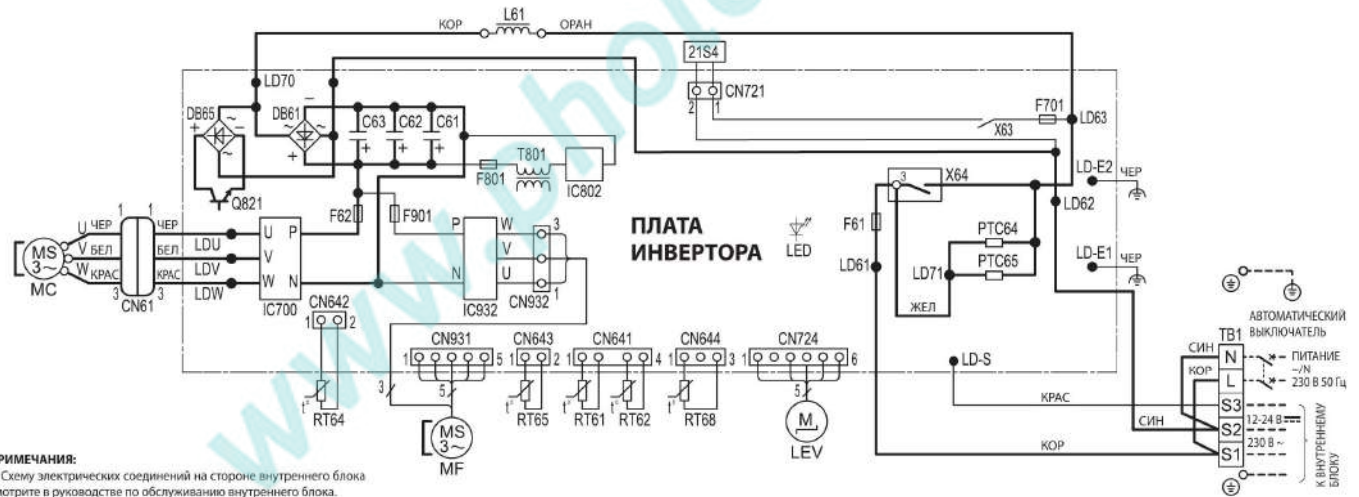 КОР L61 ОРАН
21S4
LD70
CN721
2 1
DB65 DB61
C63 C62 C61
F701
LD63
X63
T801
F801
IC802
Q821
LD-E2 ЧЕР
3 X64
F62 F901
ПЛАТА
ИНВЕРТОРА
LED
F61
LD62
PTC64
PTC65
LD61
LD71
LD-E1 ЧЕР
ЖЕЛ
1 1
U ЧЕР ЧЕР
V БЕЛ БЕЛ
W КРАС КРАС
3 3
MS
3~
MC
CN61
LDU
LDV
LDW
U P
V
W N
IC700
P W
V
N U
IC932
3
1
CN932
CN642
1 2
CN931
1 5
CN643
1 2
CN641
1 4
CN644
1 3
CN724
1 6
LD-S
t°
RT64
3
5
MS
3~
MF
t°
RT65
t° t°
RT61 RT62
t°
RT68
5
M
LEV
АВТОМАТИЧЕСКИЙ
ВЫКЛЮЧАТЕЛЬ
TB1
СИН N ПИТАНИЕ
~/N
КОР L 230 В 50 Гц
КРАС S3
12-24 В
СИН S2
230 В ~
КОР S1
К ВНУТРЕННЕМУ
БЛОКУ
РИМЕЧАНИЯ:
Схему электрических соединений на стороне внутреннего блока
мотрите в руководстве по обслуживанию внутреннего блока.
www.pho